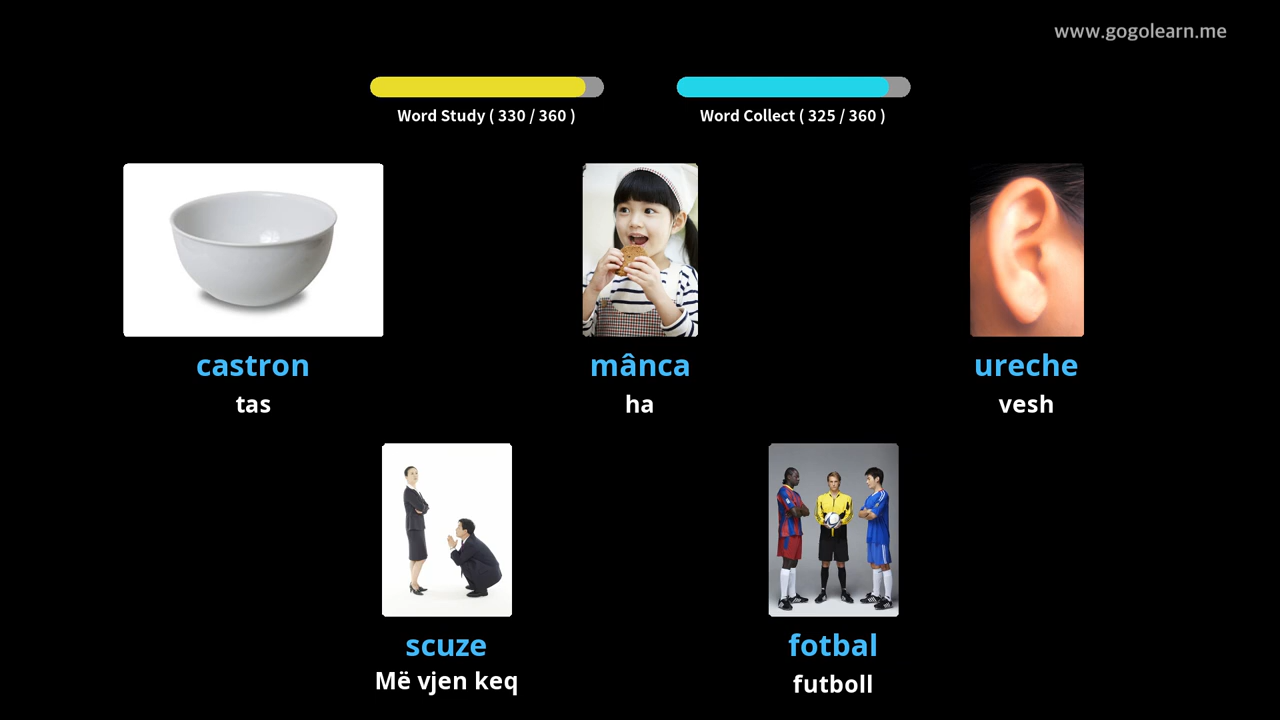 www.gogolearn.me
Word Study ( 330 / 360 )
Word Collect ( 325 / 360 )
castron
tas
mânca
ha
ureche
vesh
scuze
Më vjen keq
fotbal
futboll